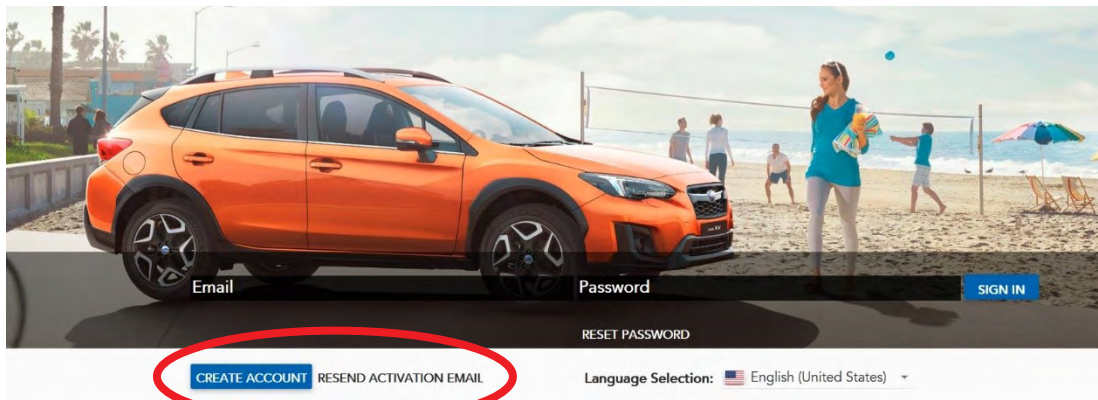 Email Password SIGN IN
RESET PASSWORD
CREATE ACCOUNT RESEND ACTIVATION EMAIL Language Selection: English (United States)